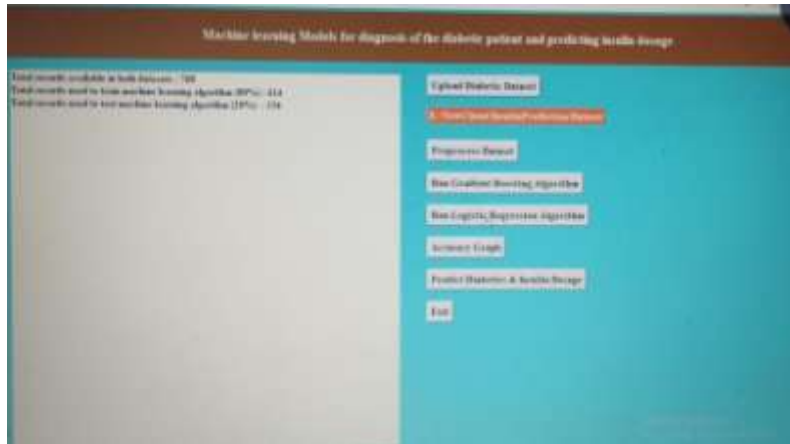 Machine learning Models for diagnosis of the diabetic patient and predicting insulin dosage
Total records available in both datasets : 768
Total records used to train machine learning algorithm (80%) : 614
Total records used to test machine learning algorithm (20%) : 154
Upload Diabetic Dataset
Preprocess Dataset
Run Gradient Boosting Algorithm
Run Logistic Regression Algorithm
Accuracy Graph
Predict Diabetes & Insulin Dosage
Exit